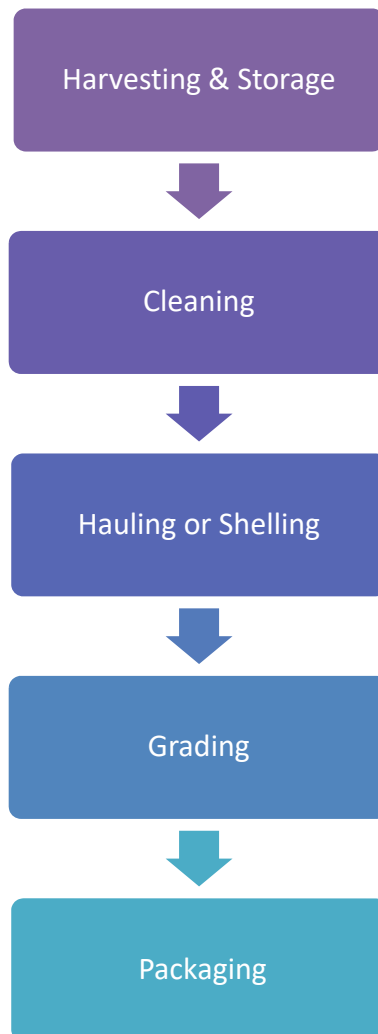 Harvesting & Storage
Cleaning
Hauling or Shelling
Grading
Packaging